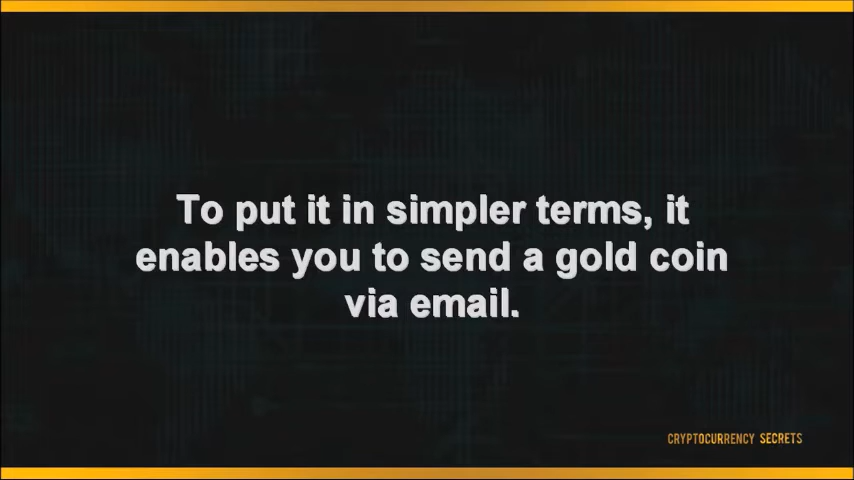 To put it in simpler terms, it
enables you to send a gold coin
via email.
CRYPTOCURRENCY SECRETS